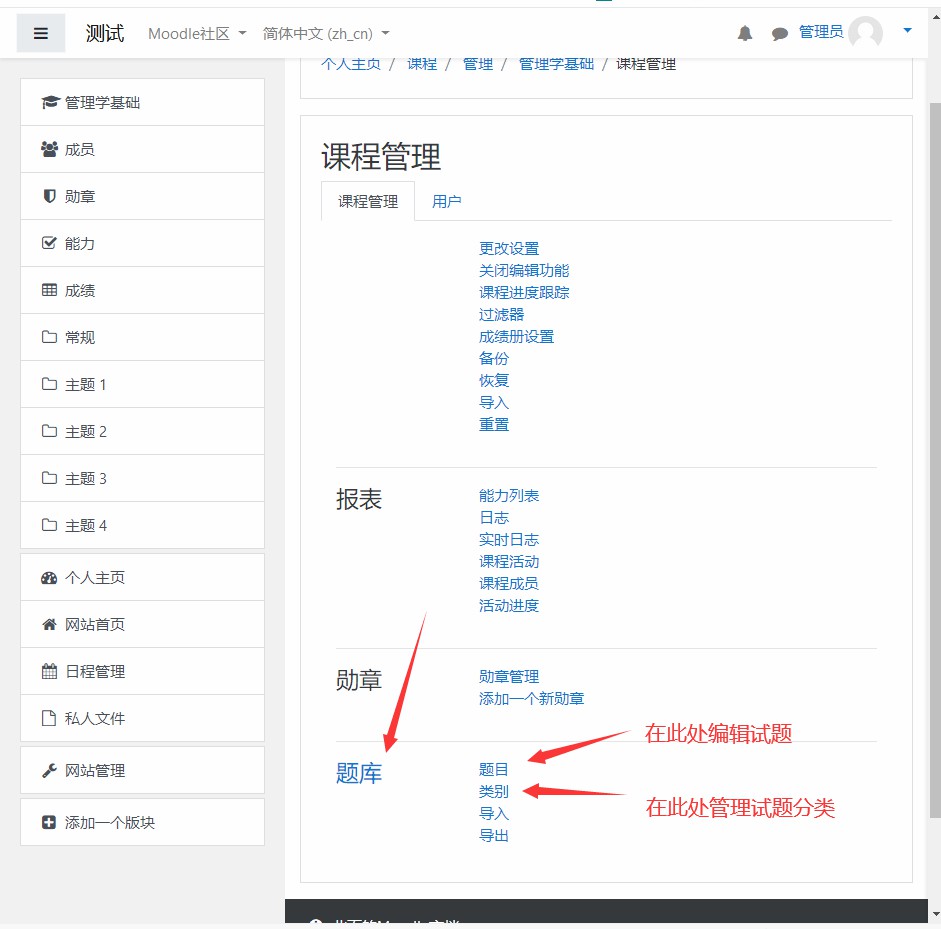 测试 Moodle社区 简体中文 (zh_cn) 管理员
个人主页 / 课程 / 管理 / 管理学基础 / 课程管理
管理学基础
成员
勋章
能力
成绩
常规
主题 1
主题 2
主题 3
主题 4
个人主页
网站首页
日程管理
私人文件
网站管理
添加一个版块
课程管理
课程管理 用户
更改设置
关闭编辑功能
课程进度跟踪
过滤器
成绩册设置
备份
恢复
导入
重置
报表
能力列表
日志
实时日志
课程活动
课程成员
活动进度
勋章
勋章管理
添加一个新勋章
题库
题目
类别
导入
导出
在此处编辑试题
在此处管理试题分类